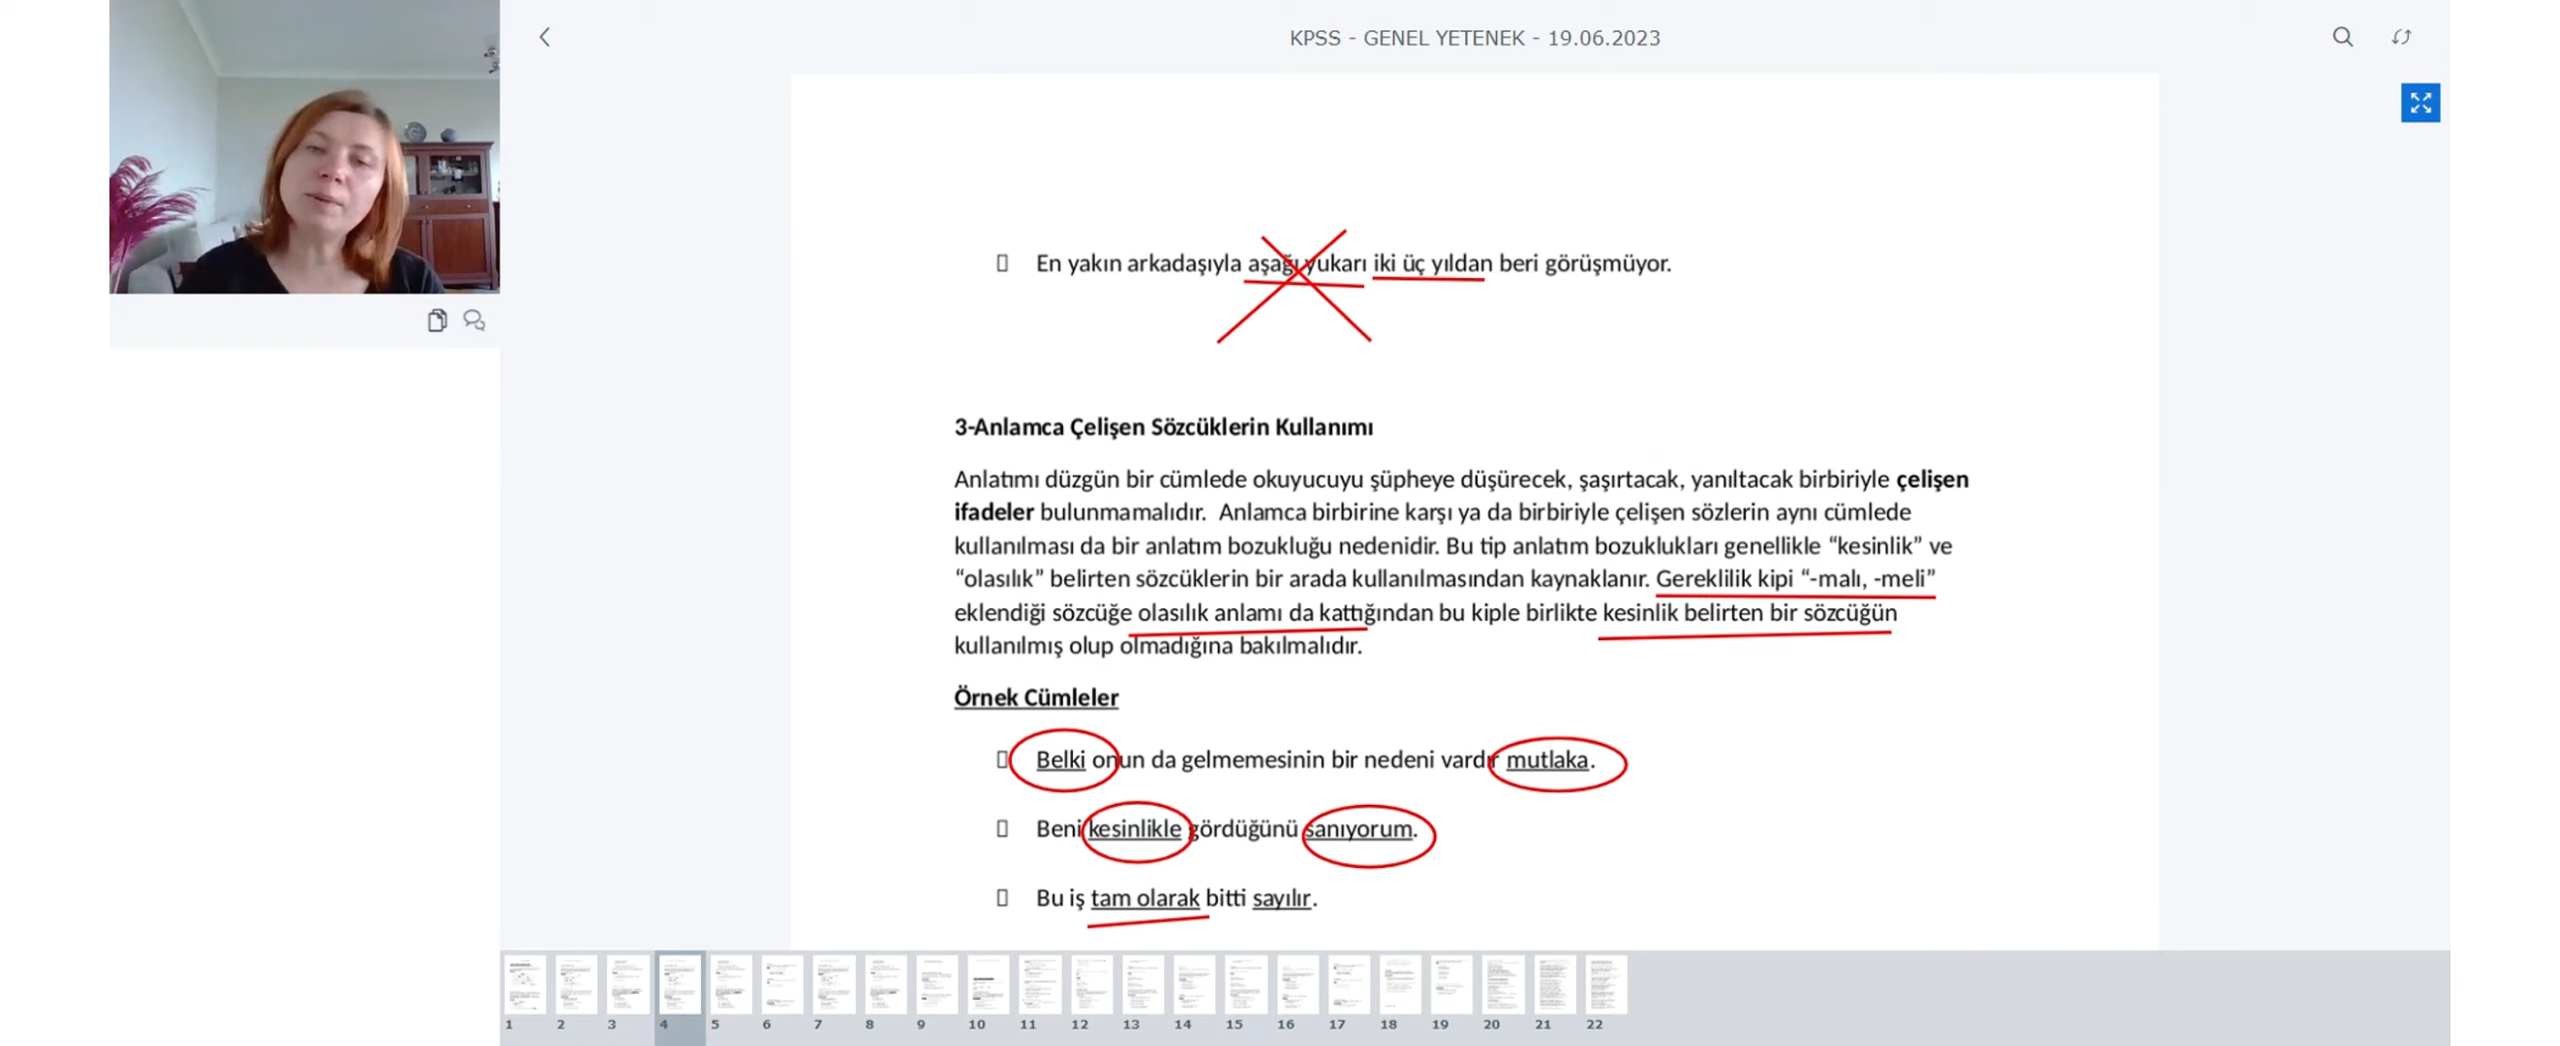 KPSS - GENEL YETENEK - 19.06.2023
En yakın arkadaşıyla aşağı yukarı iki üç yıldan beri görüşmüyor.
3-Anlamca Çelişen Sözcüklerin Kullanımı
Anlatımı düzgün bir cümlede okuyucuyu şüpheye düşürecek, şaşırtacak, yanıltacak birbiriyle çelişen
ifadeler bulunmamalıdır. Anlamca birbirine karşı ya da birbiriyle çelişen sözlerin aynı cümlede
kullanılması da bir anlatım bozukluğu nedenidir. Bu tip anlatım bozuklukları genellikle “kesinlik” ve
“olasılık” belirten sözcüklerin bir arada kullanılmasından kaynaklanır. Gereklilik kipi “-malı, -meli”
eklendiği sözcüğe olasılık anlamı da kattığından bu kiple birlikte kesinlik belirten bir sözcüğün
kullanılmış olup olmadığına bakılmalıdır.
Örnek Cümleler
Belki onun da gelmemesinin bir nedeni vardır mutlaka.
Beni kesinlikle gördüğünü sanıyorum.
Bu iş tam olarak bitti sayılır.
1 2 3 4 5 6 7 8 9 10 11 12 13 14 15 16 17 18 19 20 21 22